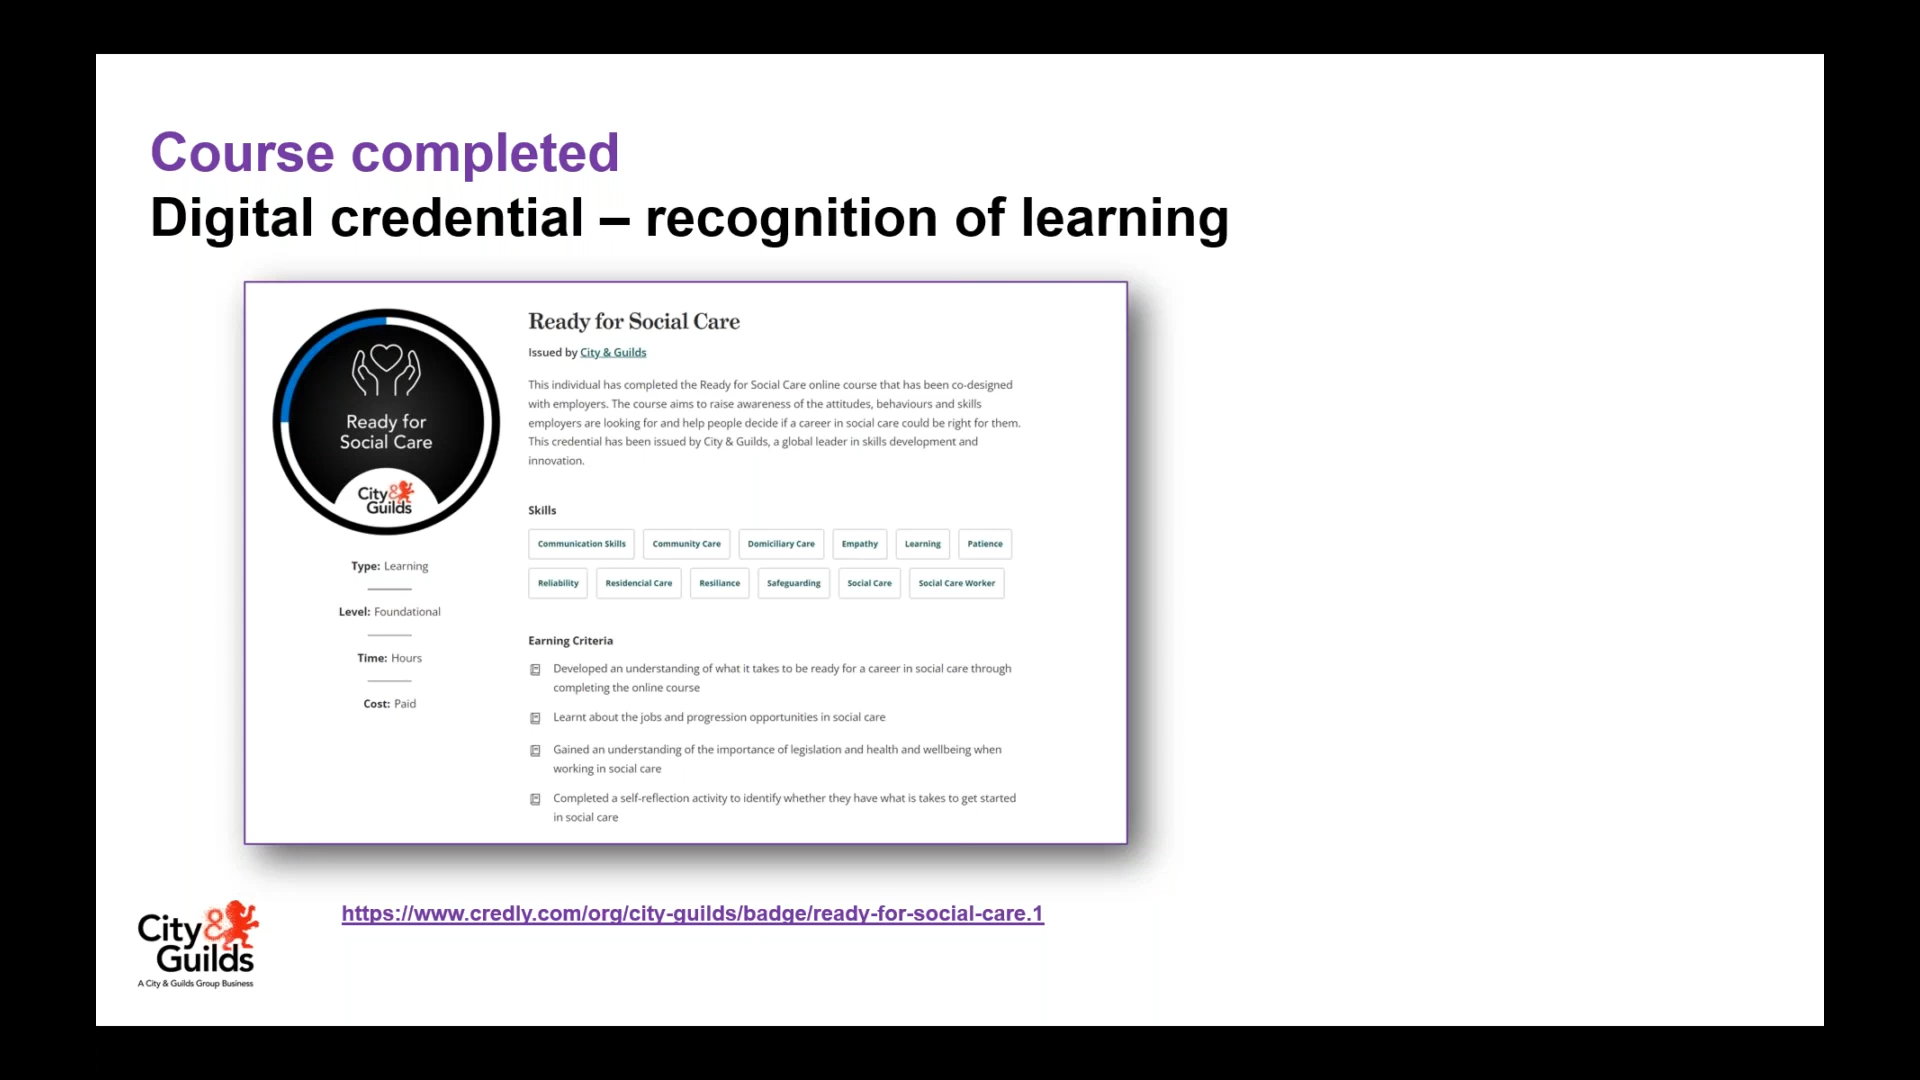 Course completed
Digital credential – recognition of learning
Ready for
Social Care
City &
Guilds
Type: Learning
Level: Foundational
Time: Hours
Cost: Paid
Ready for Social Care
Issued by City & Guilds
This individual has completed the Ready for Social Care online course that has been co-designed
with employers. The course aims to raise awareness of the attitudes, behaviours and skills
employers are looking for and help people decide if a career in social care could be right for them.
This credential has been issued by City & Guilds, a global leader in skills development and
innovation.
Skills
Communication Skills Community Care Domiciliary Care Empathy Learning Patience
Reliability Residencial Care Resiliance Safeguarding Social Care Social Care Worker
Earning Criteria
Developed an understanding of what it takes to be ready for a career in social care through
completing the online course
Learnt about the jobs and progression opportunities in social care
Gained an understanding of the importance of legislation and health and wellbeing when
working in social care
Completed a self-reflection activity to identify whether they have what is takes to get started
in social care
City &
Guilds
A City & Guilds Group Business
https://www.credly.com/org/city-guilds/badge/ready-for-social-care.1